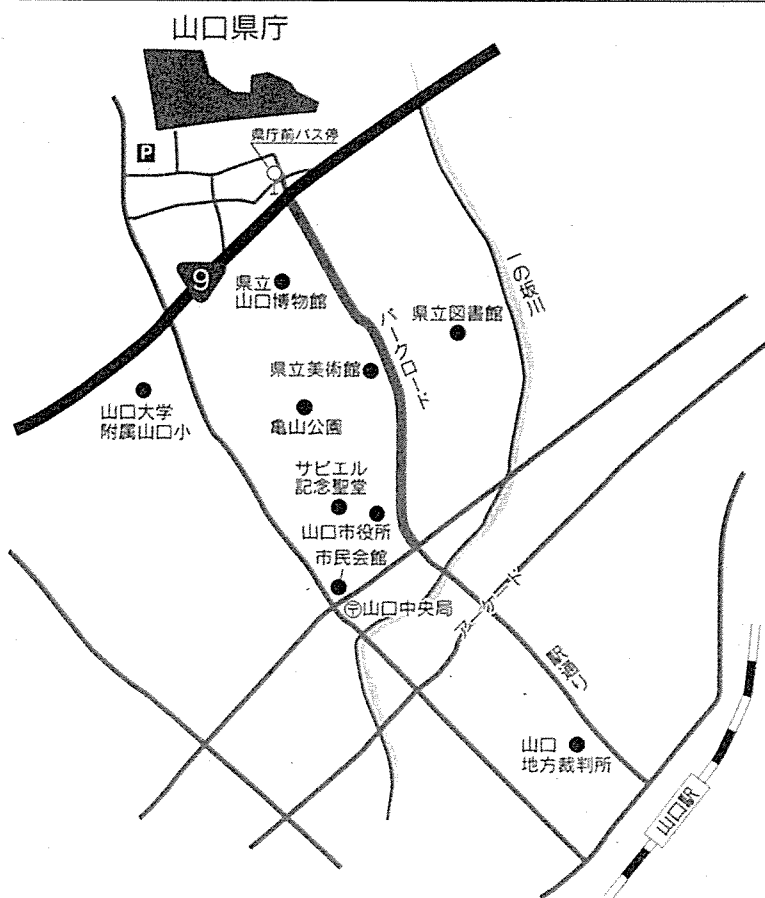 山口県庁
県庁前バス停
P
9
県立
山口博物館
一の坂川
県立図書館
パークロード
県立美術館
山口大学
附属山口小
亀山公園
サビエル
記念聖堂
山口市役所
市民会館
〒山口中央局
アーケード
駅通り
山口
地方裁判所
山口駅